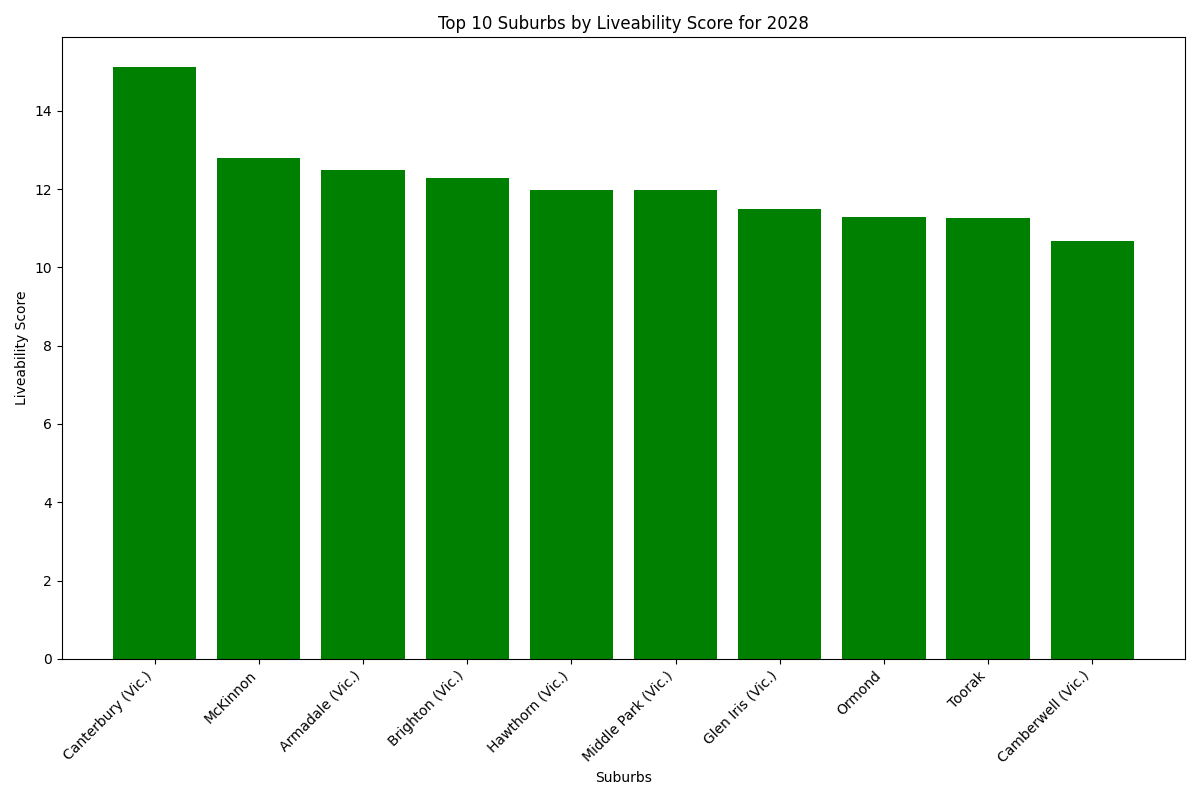 Top 10 Suburbs by Liveability Score for 2028
Liveability Score
14
12
10
8
6
4
2
0
Canterbury (Vic.)
McKinnon
Armadale (Vic.)
Brighton (Vic.)
Hawthorn (Vic.)
Middle Park (Vic.)
Glen Iris (Vic.)
Ormond
Toorak
Camberwell (Vic.)
Suburbs